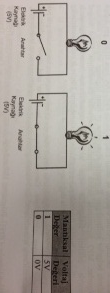 0
Elektrik
Kaynağı
(5V)
Anahtar
1
Elektrik
Kaynağı
(5V)
Anahtar
Mantıksal Değer
Voltaj Değeri
1 5V
0 0V